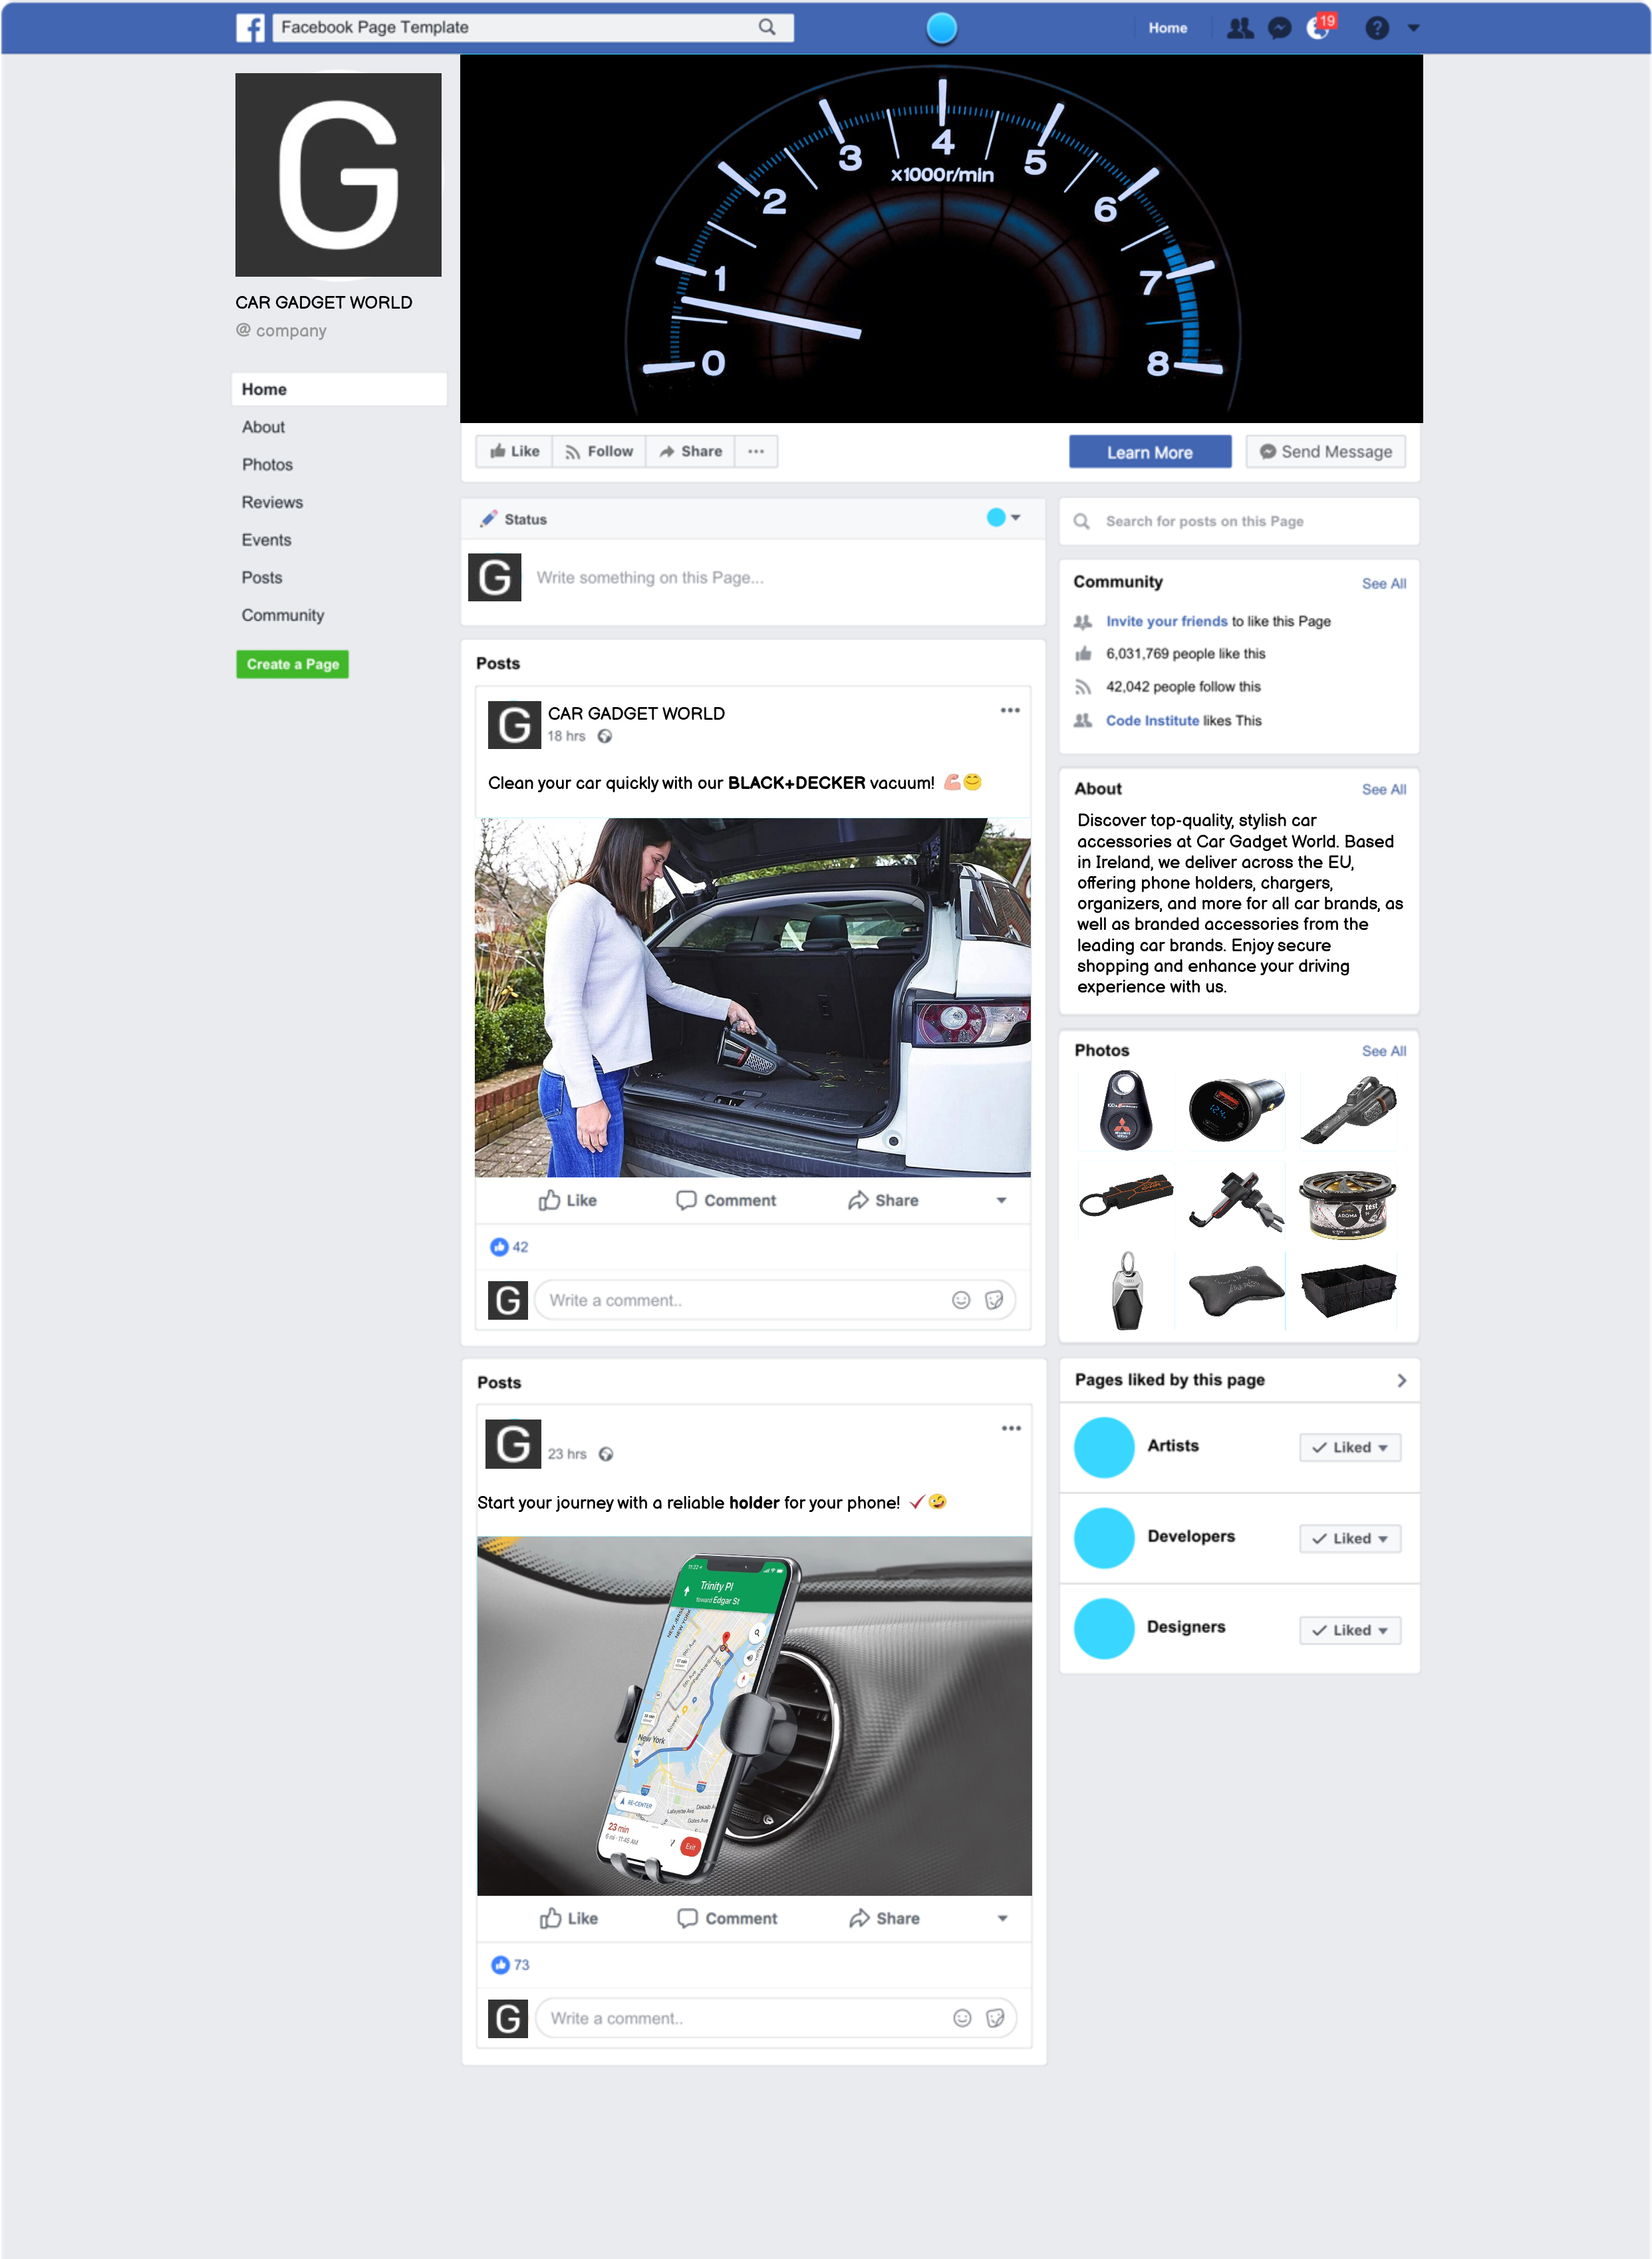 Facebook Page Template
Home
19
?
G
CAR GADGET WORLD
@ company
Home
About
Photos
Reviews
Events
Posts
Community
Create a Page
0
1
2
3
4
5
6
7
8
x1000r/min
Like
Follow
Share
Learn More
Send Message
Status
G
Write something on this Page...
Posts
G
CAR GADGET WORLD
18 hrs
Clean your car quickly with our BLACK+DECKER vacuum! 💪😊
Like
Comment
Share
42
G
Write a comment..
Posts
G
23 hrs
Start your journey with a reliable holder for your phone!
Trinity Pl
toward Edgar St
New York
RE-CENTER
23 min
Exit
Like
Comment
Share
73
G
Write a comment..
Search for posts on this Page
Community
See All
Invite your friends to like this Page
6,031,769 people like this
42,042 people follow this
Code Institute likes This
About
See All
Discover top-quality, stylish car
accessories at Car Gadget World. Based
in Ireland, we deliver across the EU,
offering phone holders, chargers,
organizers, and more for all car brands, as
well as branded accessories from the
leading car brands. Enjoy secure
shopping and enhance your driving
experience with us.
Photos
See All
AROMA
Pages liked by this page
Artists
Liked
Developers
Liked
Designers
Liked